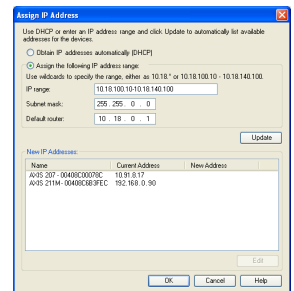 Assign IP Address
Use DHCP or enter an IP address range and click Update to automatically list available
addresses for the devices.
Obtain IP addresses automatically (DHCP)
Assign the following IP address range:
Use wildcards to specify the range, either as 10.18.* or 10.18.100.10 - 10.18.140.100.
IP range: 10.18.100.10-10.18.140.100
Subnet mask: 255 . 255 . 0 . 0
Default router: 10 . 18 . 0 . 1
Update
New IP Addresses:
Name Current Address New Address
AXIS 207 - 00408C00078C 10.91.8.17
AXIS 211M - 00408C6B3FEC 192.168.0.90
Edit
OK Cancel Help